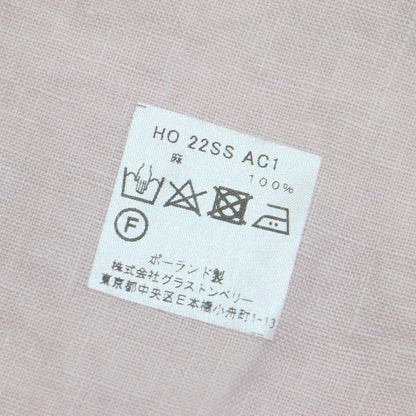 HO 22SS AC1
麻 100%
F
ポーランド製
株式会社グラストンベリー
東京都中央区日本橋小舟町1-13